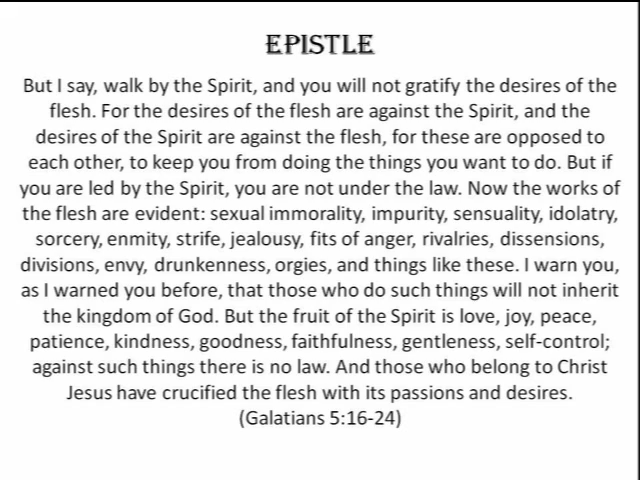 EPISTLE
But I say, walk by the Spirit, and you will not gratify the desires of the
flesh. For the desires of the flesh are against the Spirit, and the
desires of the Spirit are against the flesh, for these are opposed to
each other, to keep you from doing the things you want to do. But if
you are led by the Spirit, you are not under the law. Now the works of
the flesh are evident: sexual immorality, impurity, sensuality, idolatry,
sorcery, enmity, strife, jealousy, fits of anger, rivalries, dissensions,
divisions, envy, drunkenness, orgies, and things like these. I warn you,
as I warned you before, that those who do such things will not inherit
the kingdom of God. But the fruit of the Spirit is love, joy, peace,
patience, kindness, goodness, faithfulness, gentleness, self-control;
against such things there is no law. And those who belong to Christ
Jesus have crucified the flesh with its passions and desires.
(Galatians 5:16-24)